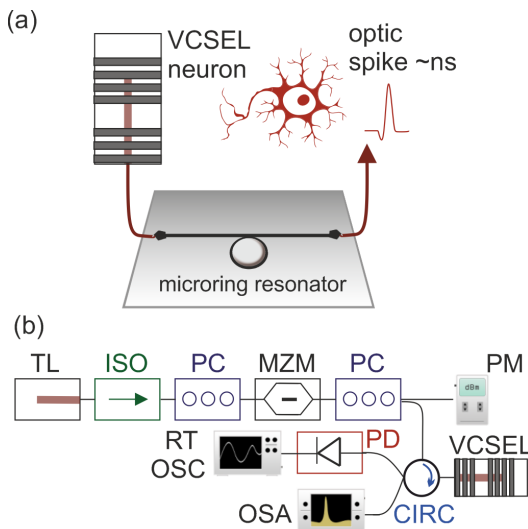 (a)
VCSEL
neuron
optic
spike ~ns
microring resonator
(b)
TL ISO PC MZM PC PM
dBm
RT
OSC
PD
VCSEL
OSA
CIRC